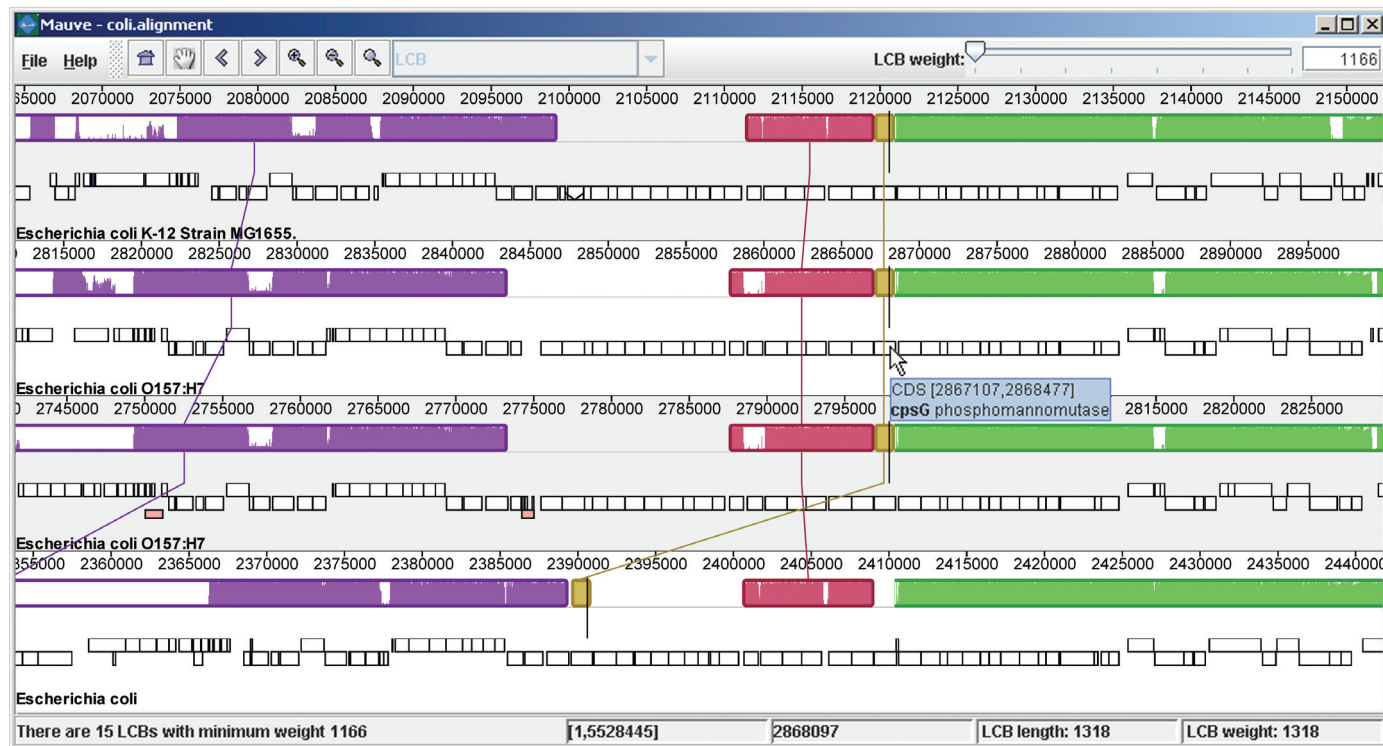 Mauve - coli.alignment
File Help LCB LCB weight: 1166
65000 2070000 2075000 2080000 2085000 2090000 2095000 2100000 2105000 2110000 2115000 2120000 2125000 2130000 2135000 2140000 2145000 2150000
Escherichia coli K-12 Strain MG1655.
2815000 2820000 2825000 2830000 2835000 2840000 2845000 2850000 2855000 2860000 2865000 2870000 2875000 2880000 2885000 2890000 2895000
Escherichia coli O157:H7
CDS [2867107,2868477]
cpsG phosphomannomutase
2745000 2750000 2755000 2760000 2765000 2770000 2775000 2780000 2785000 2790000 2795000 2815000 2820000 2825000
Escherichia coli O157:H7
355000 2360000 2365000 2370000 2375000 2380000 2385000 2390000 2395000 2400000 2405000 2410000 2415000 2420000 2425000 2430000 2435000 244000
Escherichia coli
There are 15 LCBs with minimum weight 1166 [1,5528445] 2868097 LCB length: 1318 LCB weight: 1318